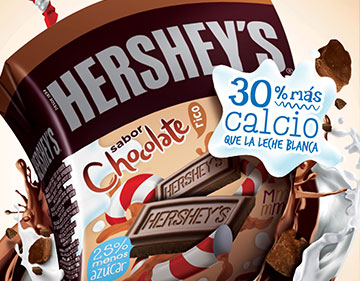 HERSHEY'S
30% más
calcio
QUE LA LECHE BLANCA
sabor
Chocolate
rico
HERSHEY'S
HERSHEY'S
25%
menos
azúcar